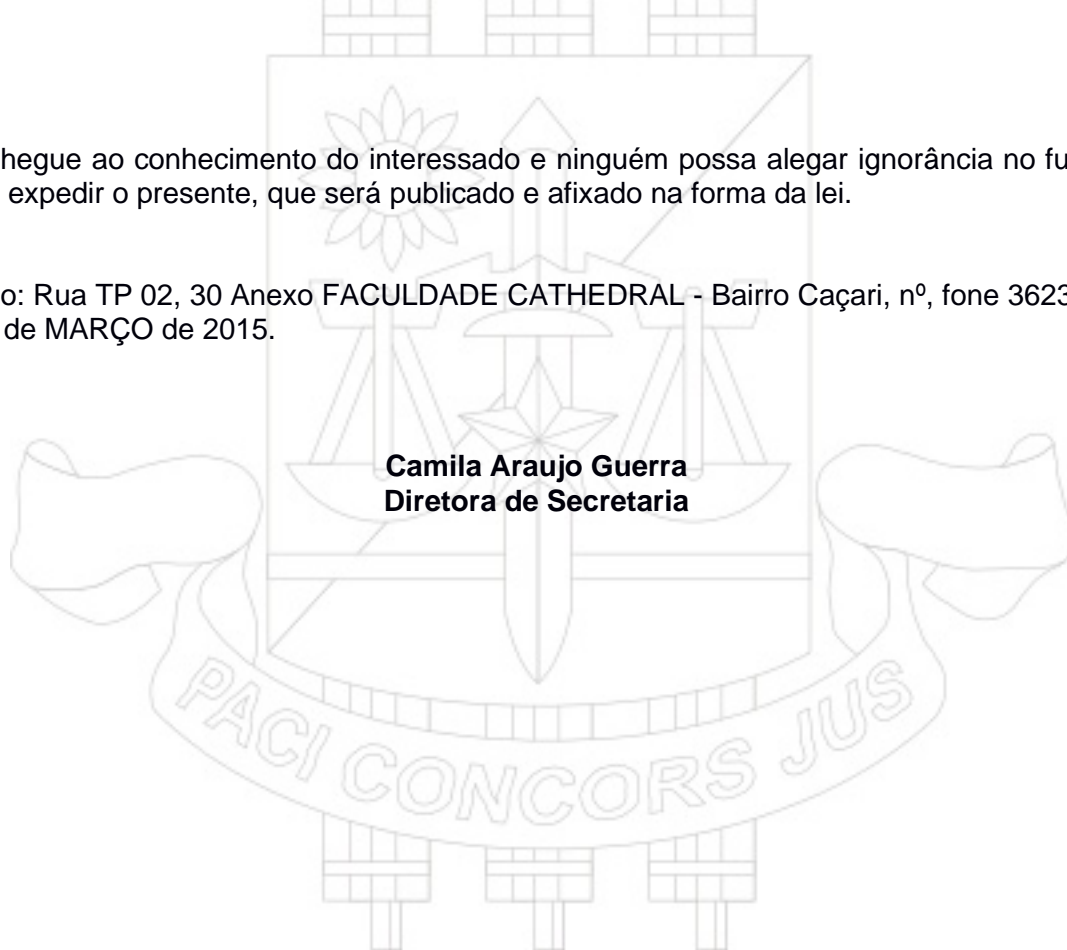 hegue ao conhecimento do interessado e ninguém possa alegar ignorância no fu
expedir o presente, que será publicado e afixado na forma da lei.
o: Rua TP 02, 30 Anexo FACULDADE CATHEDRAL - Bairro Caçari, nº, fone 3623
de MARÇO de 2015.
Camila Araujo Guerra
Diretora de Secretaria
PACI CONCORS JUS